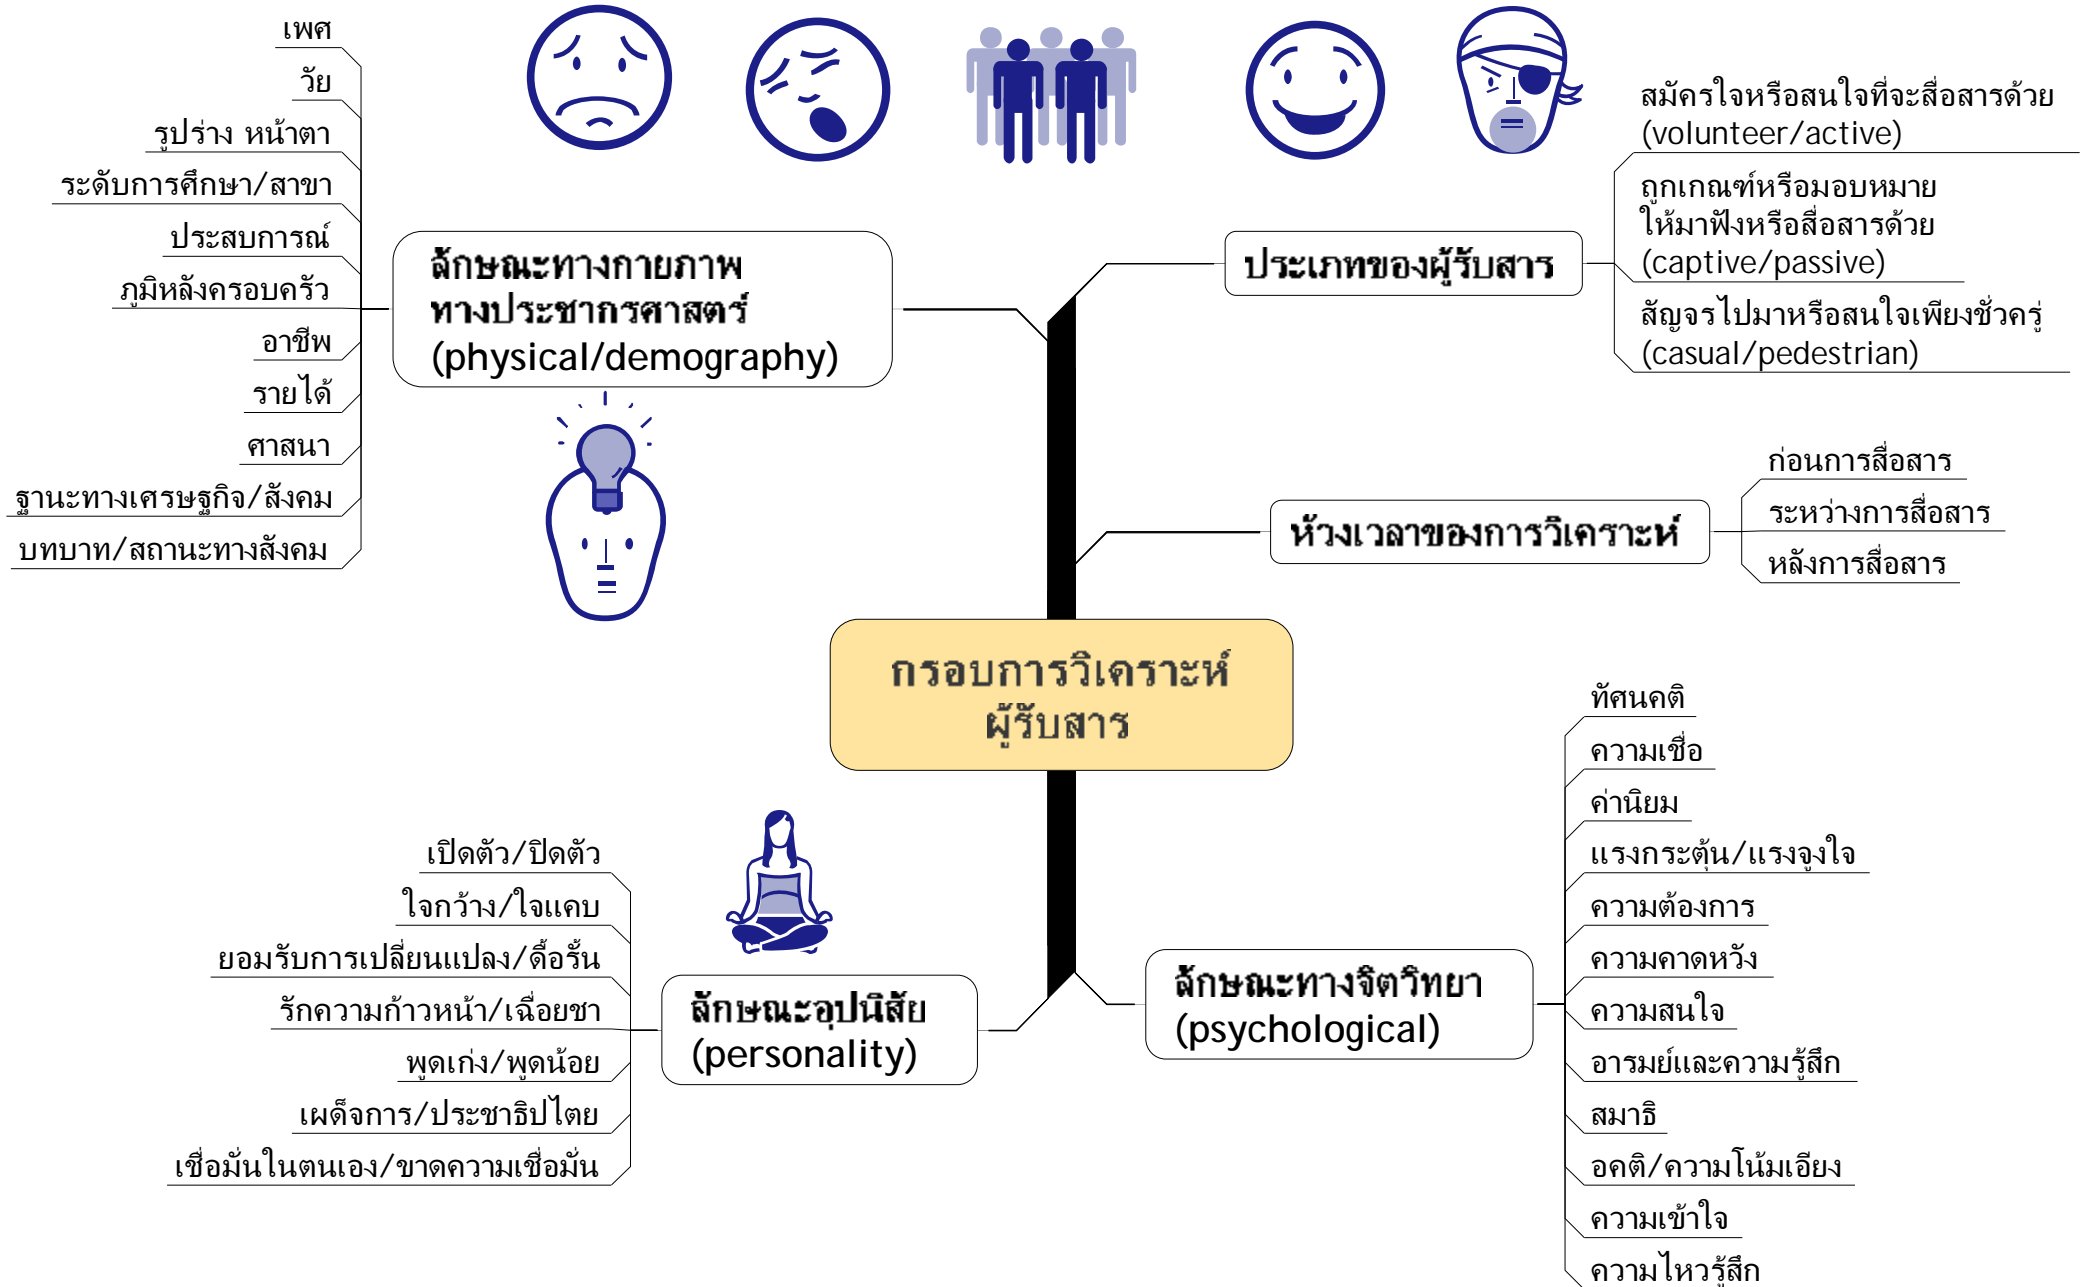 เพศ
วัย
รูปร่าง หน้าตา
ระดับการศึกษา/สาขา
ประสบการณ์
ภูมิหลังครอบครัว
อาชีพ
รายได้
ศาสนา
ฐานะทางเศรษฐกิจ/สังคม
บทบาท/สถานะทางสังคม
ลักษณะทางกายภาพ
ทางประชากรศาสตร์
(physical/demography)
ประเภทของผู้รับสาร
สมัครใจหรือสนใจที่จะสื่อสารด้วย
(volunteer/active)
ถูกเกณฑ์หรือมอบหมาย
ให้มาฟังหรือสื่อสารด้วย
(captive/passive)
สัญจรไปมาหรือสนใจเพียงชั่วครู่
(casual/pedestrian)
ห้วงเวลาของการวิเคราะห์
ก่อนการสื่อสาร
ระหว่างการสื่อสาร
หลังการสื่อสาร
กรอบการวิเคราะห์
ผู้รับสาร
เปิดตัว/ปิดตัว
ใจกว้าง/ใจแคบ
ยอมรับการเปลี่ยนแปลง/ดื้อรั้น
รักความก้าวหน้า/เฉื่อยชา
พูดเก่ง/พูดน้อย
เผด็จการ/ประชาธิปไตย
เชื่อมั่นในตนเอง/ขาดความเชื่อมั่น
ลักษณะอุปนิสัย
(personality)
ลักษณะทางจิตวิทยา
(psychological)
ทัศนคติ
ความเชื่อ
ค่านิยม
แรงกระตุ้น/แรงจูงใจ
ความต้องการ
ความคาดหวัง
ความสนใจ
อารมย์และความรู้สึก
สมาธิ
อคติ/ความโน้มเอียง
ความเข้าใจ
ความไหวรู้สึก